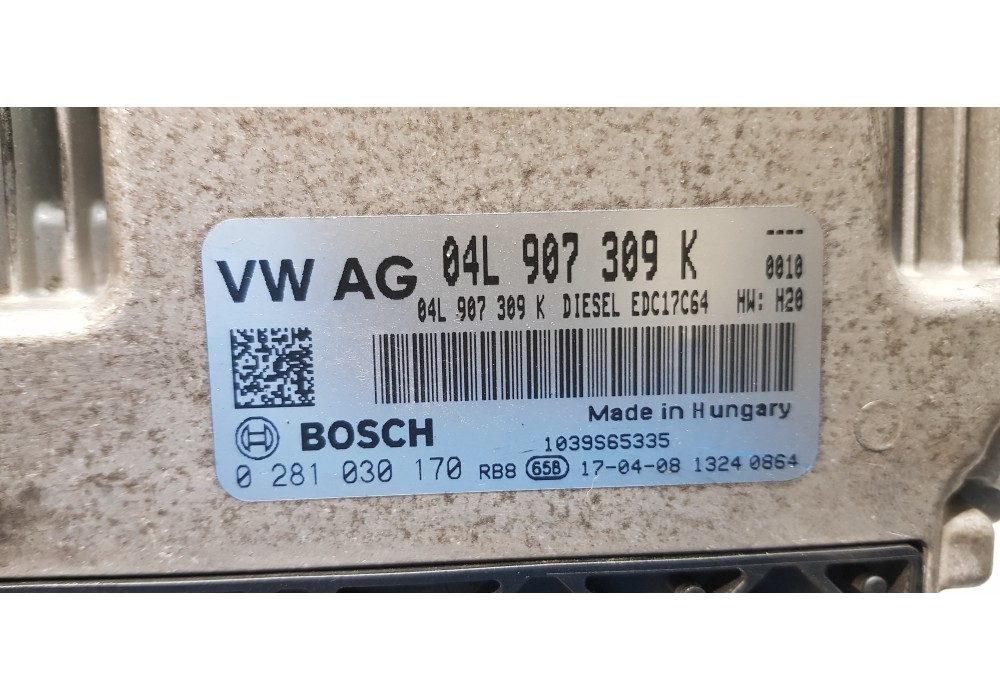 VW AG 04L 907 309 K ----
0010
04L 907 309 K DIESEL EDC17C64 HW: H20
Made in Hungary
BOSCH 1039S65335
0 281 030 170 RB8 65B 17-04-08 1324 0864